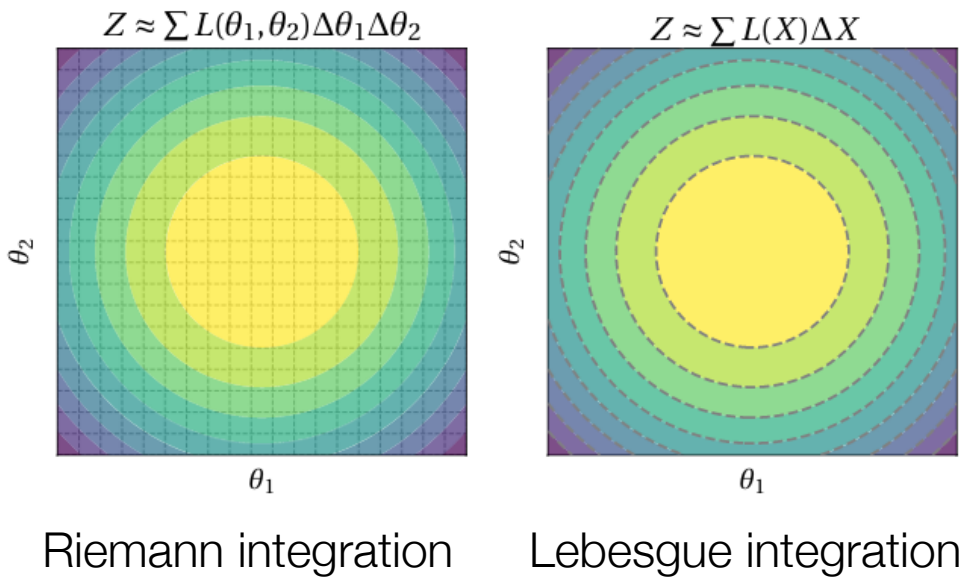 Z ≈ ∑ L(θ₁,θ₂)Δθ₁Δθ₂
Z ≈ ∑ L(X)ΔX
θ₂
θ₂
θ₁
θ₁
Riemann integration
Lebesgue integration